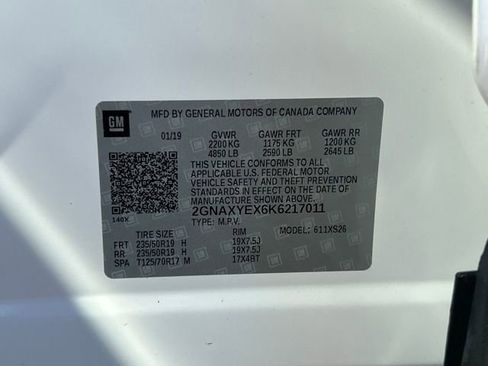 MFD BY GENERAL MOTORS OF CANADA COMPANY
GM
01/19 GVWR GAWR FRT GAWR RR
2200 KG 1175 KG 1200 KG
4850 LB 2590 LB 2645 LB
THIS VEHICLE CONFORMS TO ALL
APPLICABLE U.S. FEDERAL MOTOR
VEHICLE SAFETY AND THEFT PREVENTION
STANDARDS IN EFFECT ON THE DATE OF
MANUFACTURE SHOWN ABOVE.
2GNAXYEX6K6217011
140X TYPE: M.P.V. MODEL: 611XS26
TIRE SIZE RIM
FRT 235/50R19 H 19X7.5J
RR 235/50R19 H 19X7.5J
SPA T125/70R17 M 17X4BT